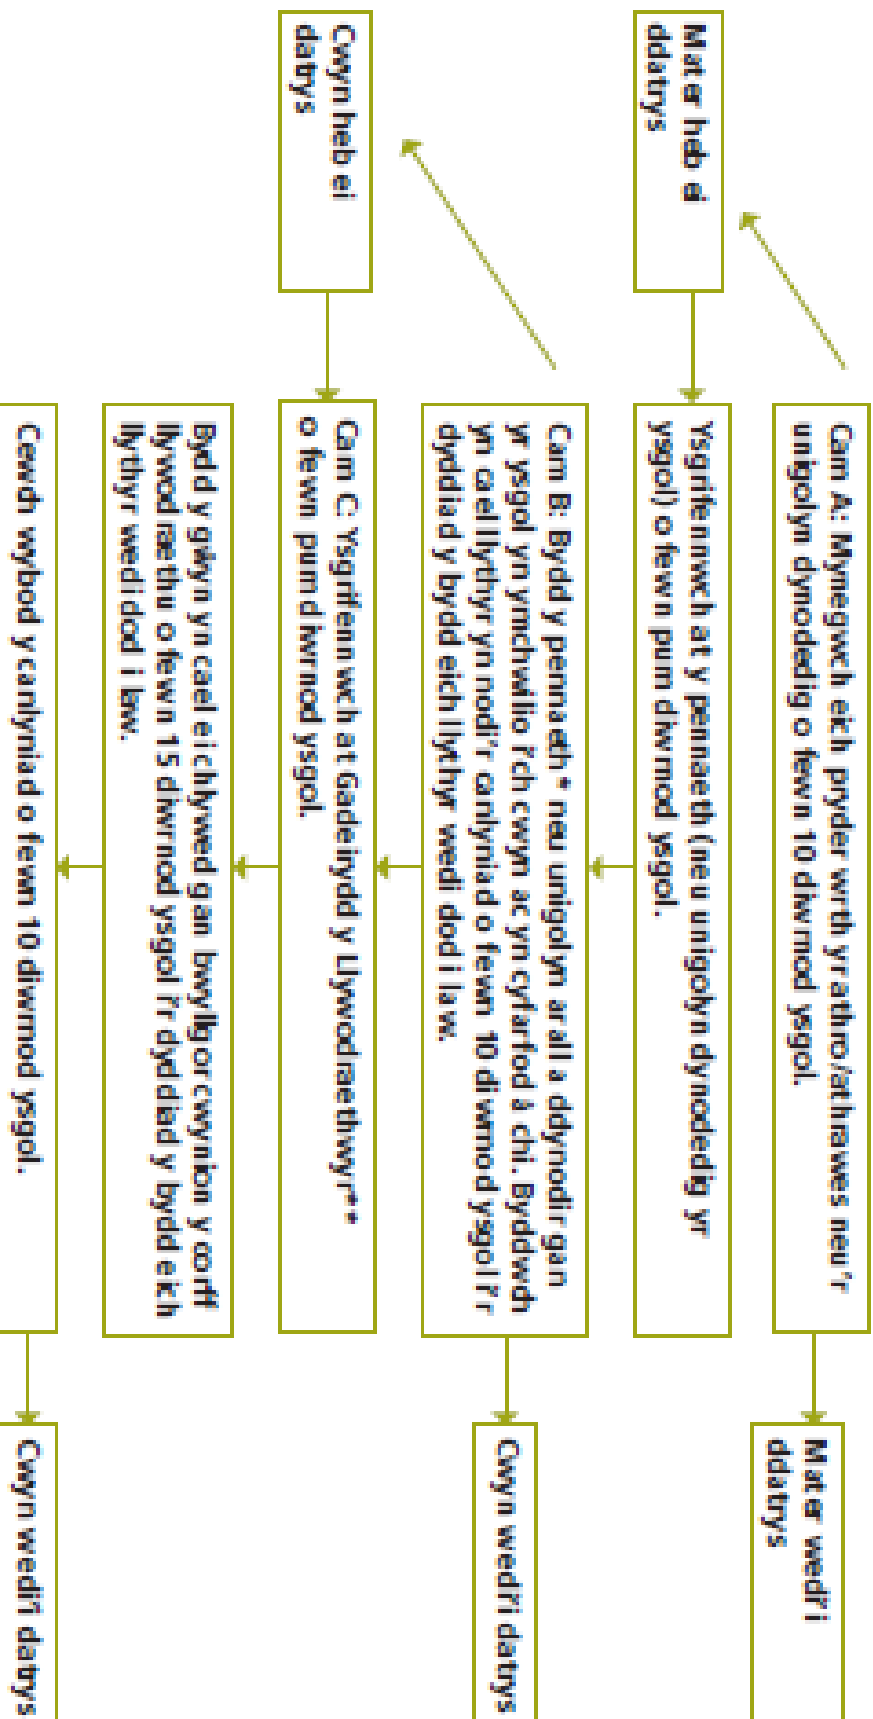 Cam A: Mynegwch eich pryder wrth yr athro/athrawes neu'r
unigolyn dynodedig o fewn 10 diwrnod ysgol.
Mater wedi'i
ddatrys
Mater heb ei
ddatrys
Ysgrifennwch at y pennaeth (neu unigolyn dynodedig yr
ysgol) o fewn pum diwrnod ysgol.
Cam B: Bydd y pennaeth* neu unigolyn arall a ddynodir gan
yr ysgol yn ymchwilio i'ch cwyn ac yn cyfarfod â chi. Byddwch
yn cael llythyr yn nodi'r canlyniad o fewn 10 diwrnod ysgol i'r
dyddiad y bydd eich llythyr wedi dod i law.
Cwyn wedi'i datrys
Cwyn heb ei
datrys
Cam C: Ysgrifennwch at Gadeirydd y Llywodraethwyr**
o fewn pum diwrnod ysgol.
Bydd y gŵyn yn cael ei chlywed gan bwyllgor cwynion y corff
llywodraethu o fewn 15 diwrnod ysgol i'r dyddiad y bydd eich
llythyr wedi dod i law.
Cewch wybod y canlyniad o fewn 10 diwrnod ysgol.
Cwyn wedi'i datrys